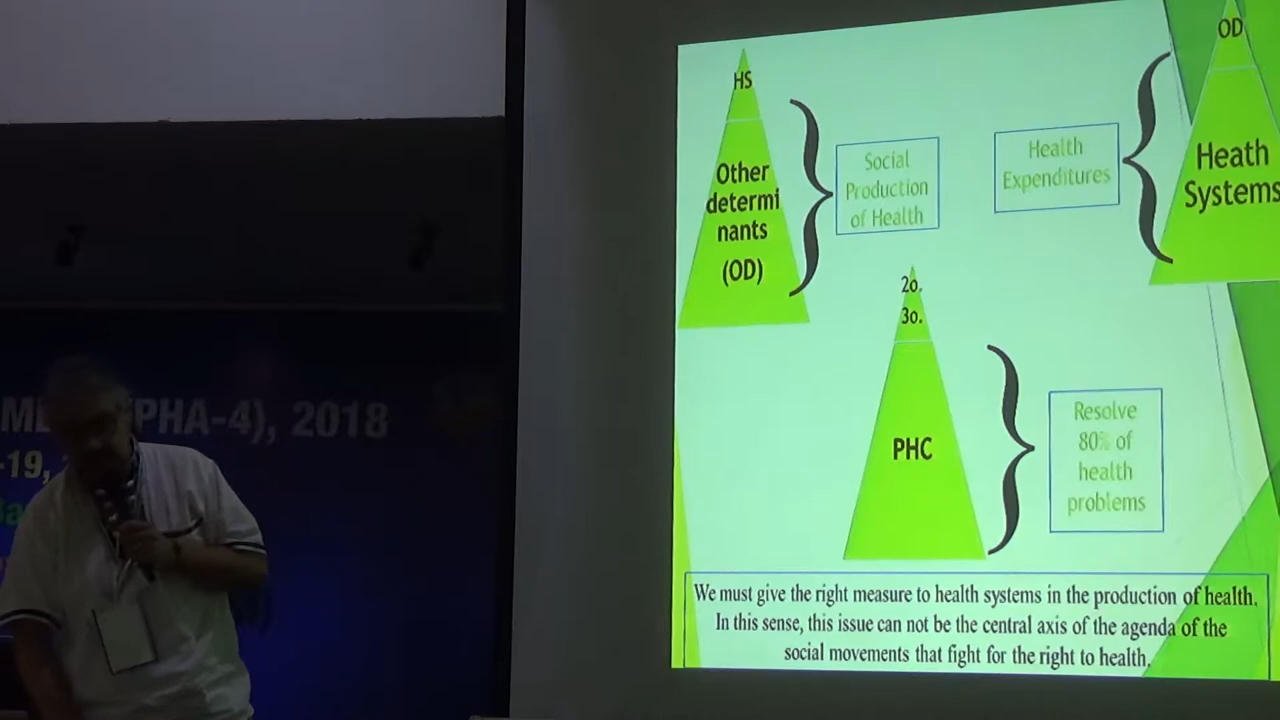 HS
Other
determi
nants
(OD)
Social
Production
of Health
Health
Expenditures
OD
Heath
Systems
2o.
3o.
PHC
Resolve
80% of
health
problems
We must give the right measure to health systems in the production of health.
In this sense, this issue can not be the central axis of the agenda of the
social movements that fight for the right to health.
(PHA-4), 2018
-19,